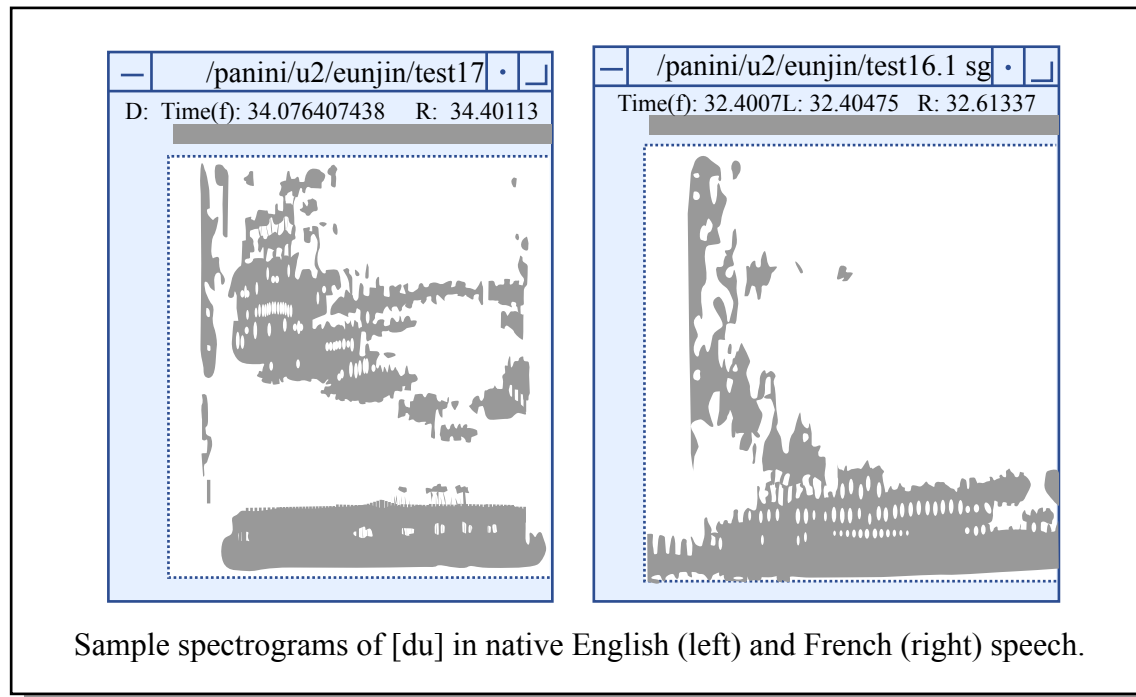 /panini/u2/eunjin/test17
D: Time(f): 34.076407438 R: 34.40113
/panini/u2/eunjin/test16.1 sg
Time(f): 32.4007L: 32.40475 R: 32.61337
Sample spectrograms of [du] in native English (left) and French (right) speech.